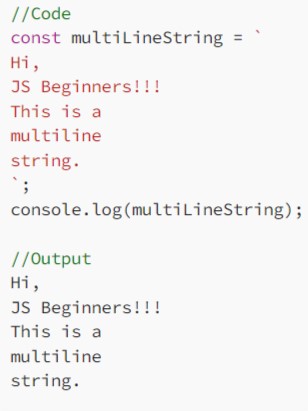 //Code
const multiLineString = `
Hi,
JS Beginners!!!
This is a
multiline
string.
`;
console.log(multiLineString);

//Output
Hi,
JS Beginners!!!
This is a
multiline
string.